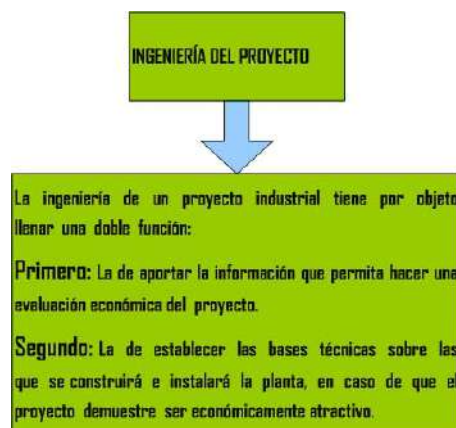 INGENIERÍA DEL PROYECTO
La ingeniería de un proyecto industrial tiene por objeto
llenar una doble función:
Primero: La de aportar la información que permita hacer una
evaluación económica del proyecto.
Segundo: La de establecer las bases técnicas sobre las
que se construirá e instalará la planta, en caso de que el
proyecto demuestre ser económicamente atractivo.